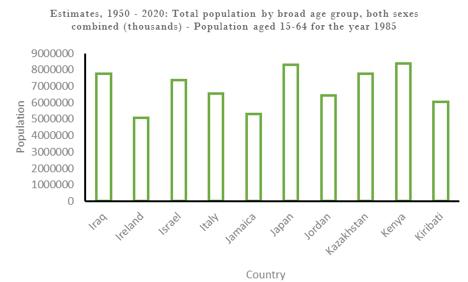 Estimates, 1950 - 2020: Total population by broad age group, both sexes
combined (thousands) - Population aged 15-64 for the year 1985
9000000
8000000
7000000
6000000
5000000
4000000
3000000
2000000
1000000
0
Population
Iraq
Ireland
Israel
Italy
Jamaica
Japan
Jordan
Kazakhstan
Kenya
Kiribati
Country